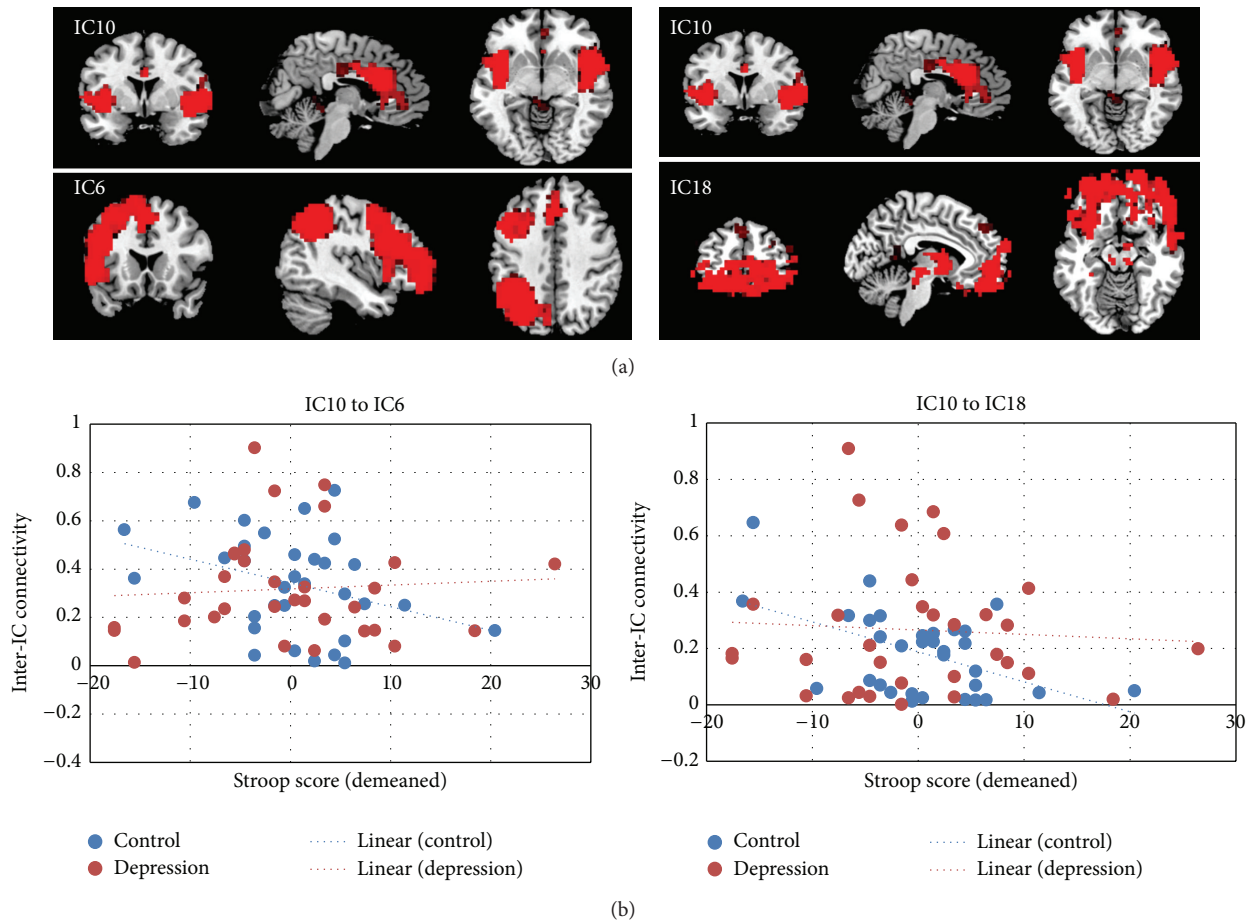 IC10
IC6
IC10
IC18
(a)
IC10 to IC6
1
0.8
0.6
0.4
0.2
0
−0.2
−0.4
−20
−10
0
10
20
30
Inter-IC connectivity
Stroop score (demeaned)
Control
Depression
Linear (control)
Linear (depression)
IC10 to IC18
1
0.8
0.6
0.4
0.2
0
−0.2
−20
−10
0
10
20
30
Inter-IC connectivity
Stroop score (demeaned)
Control
Depression
Linear (control)
Linear (depression)
(b)